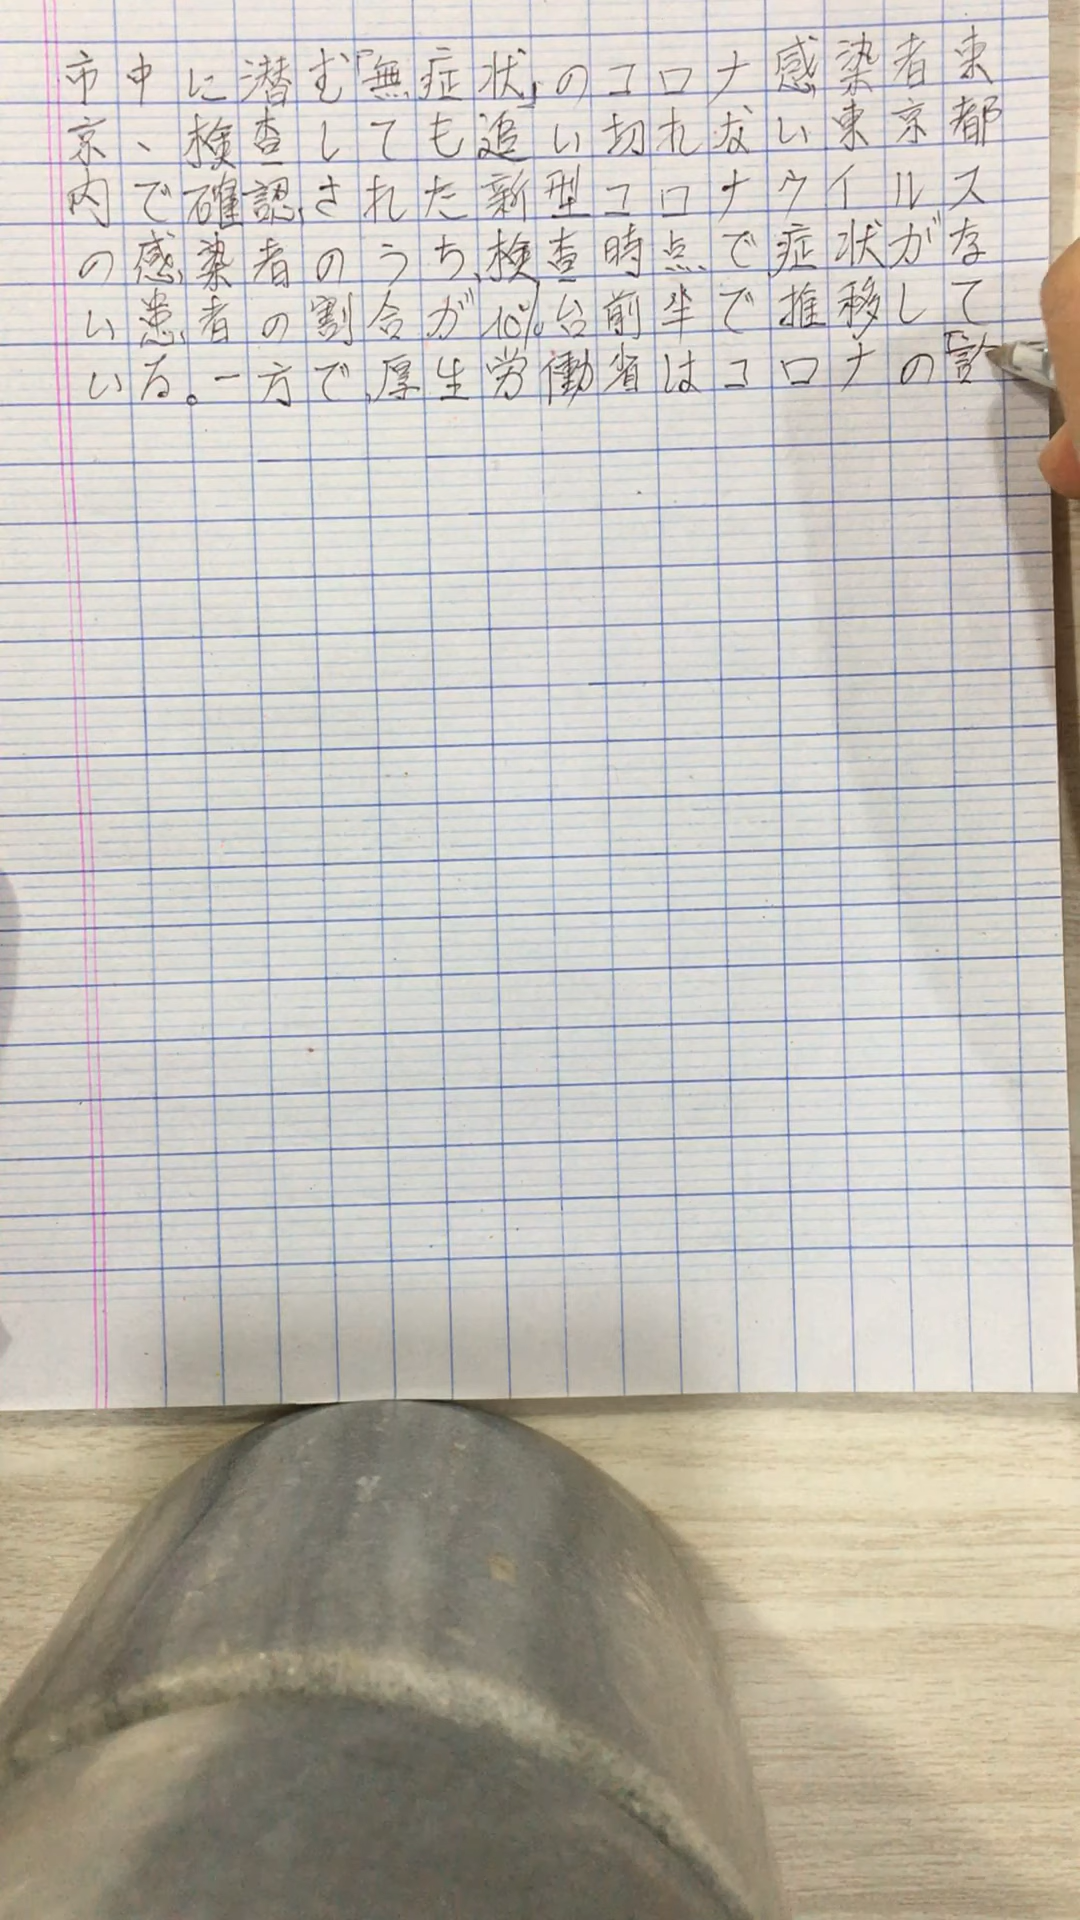 市中に潜む「無症状」のコロナ感染者東
京、検査しても追い切れない東京都
内で確認された新型コロナウイルス
の感染者のうち、検査時点で症状がな
い患者の割合が10%台前半で推移して
いる。一方で、厚生労働省はコロナの「